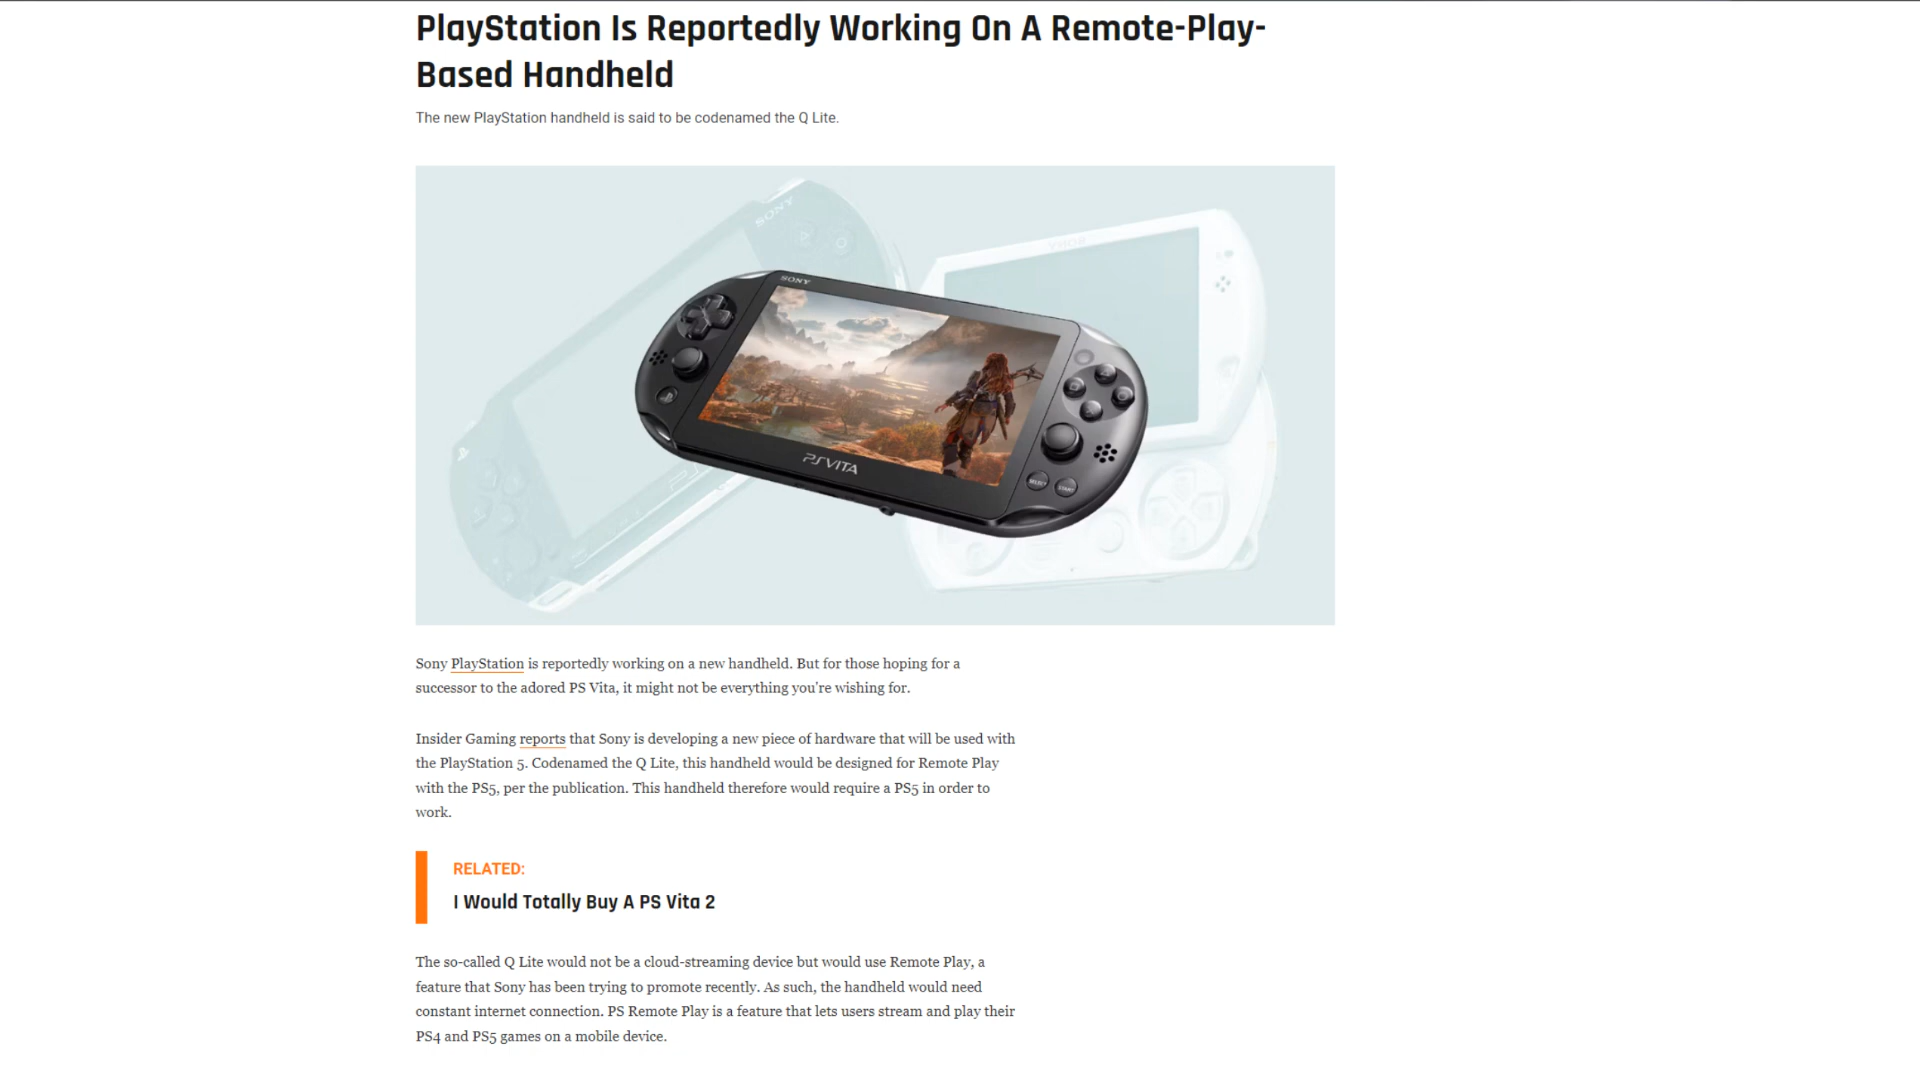 PlayStation Is Reportedly Working On A Remote-Play-
Based Handheld
The new PlayStation handheld is said to be codenamed the Q Lite.
SONY
SONY
SONY
PSVITA
SELECT
START
Sony PlayStation is reportedly working on a new handheld. But for those hoping for a
successor to the adored PS Vita, it might not be everything you're wishing for.
Insider Gaming reports that Sony is developing a new piece of hardware that will be used with
the PlayStation 5. Codenamed the Q Lite, this handheld would be designed for Remote Play
with the PS5, per the publication. This handheld therefore would require a PS5 in order to
work.
RELATED:
I Would Totally Buy A PS Vita 2
The so-called Q Lite would not be a cloud-streaming device but would use Remote Play, a
feature that Sony has been trying to promote recently. As such, the handheld would need
constant internet connection. PS Remote Play is a feature that lets users stream and play their
PS4 and PS5 games on a mobile device.